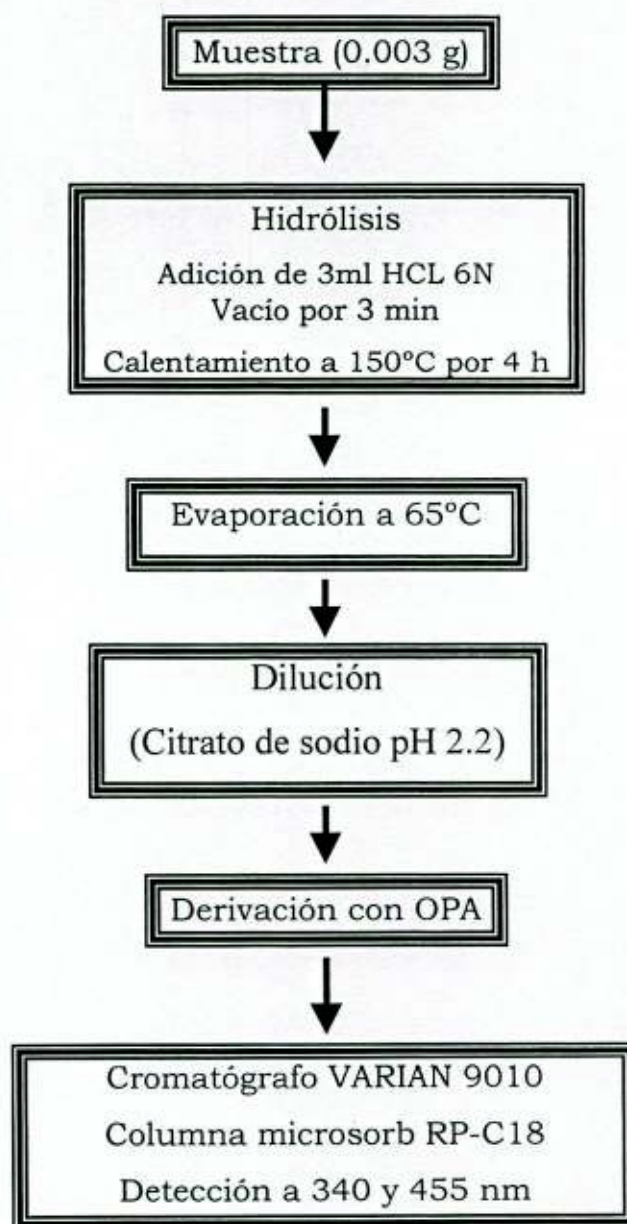 Muestra (0.003 g)
Hidrólisis
Adición de 3ml HCL 6N
Vacío por 3 min
Calentamiento a 150°C por 4 h
Evaporación a 65°C
Dilución
(Citrato de sodio pH 2.2)
Derivación con OPA
Cromatógrafo VARIAN 9010
Columna microsorb RP-C18
Detección a 340 y 455 nm